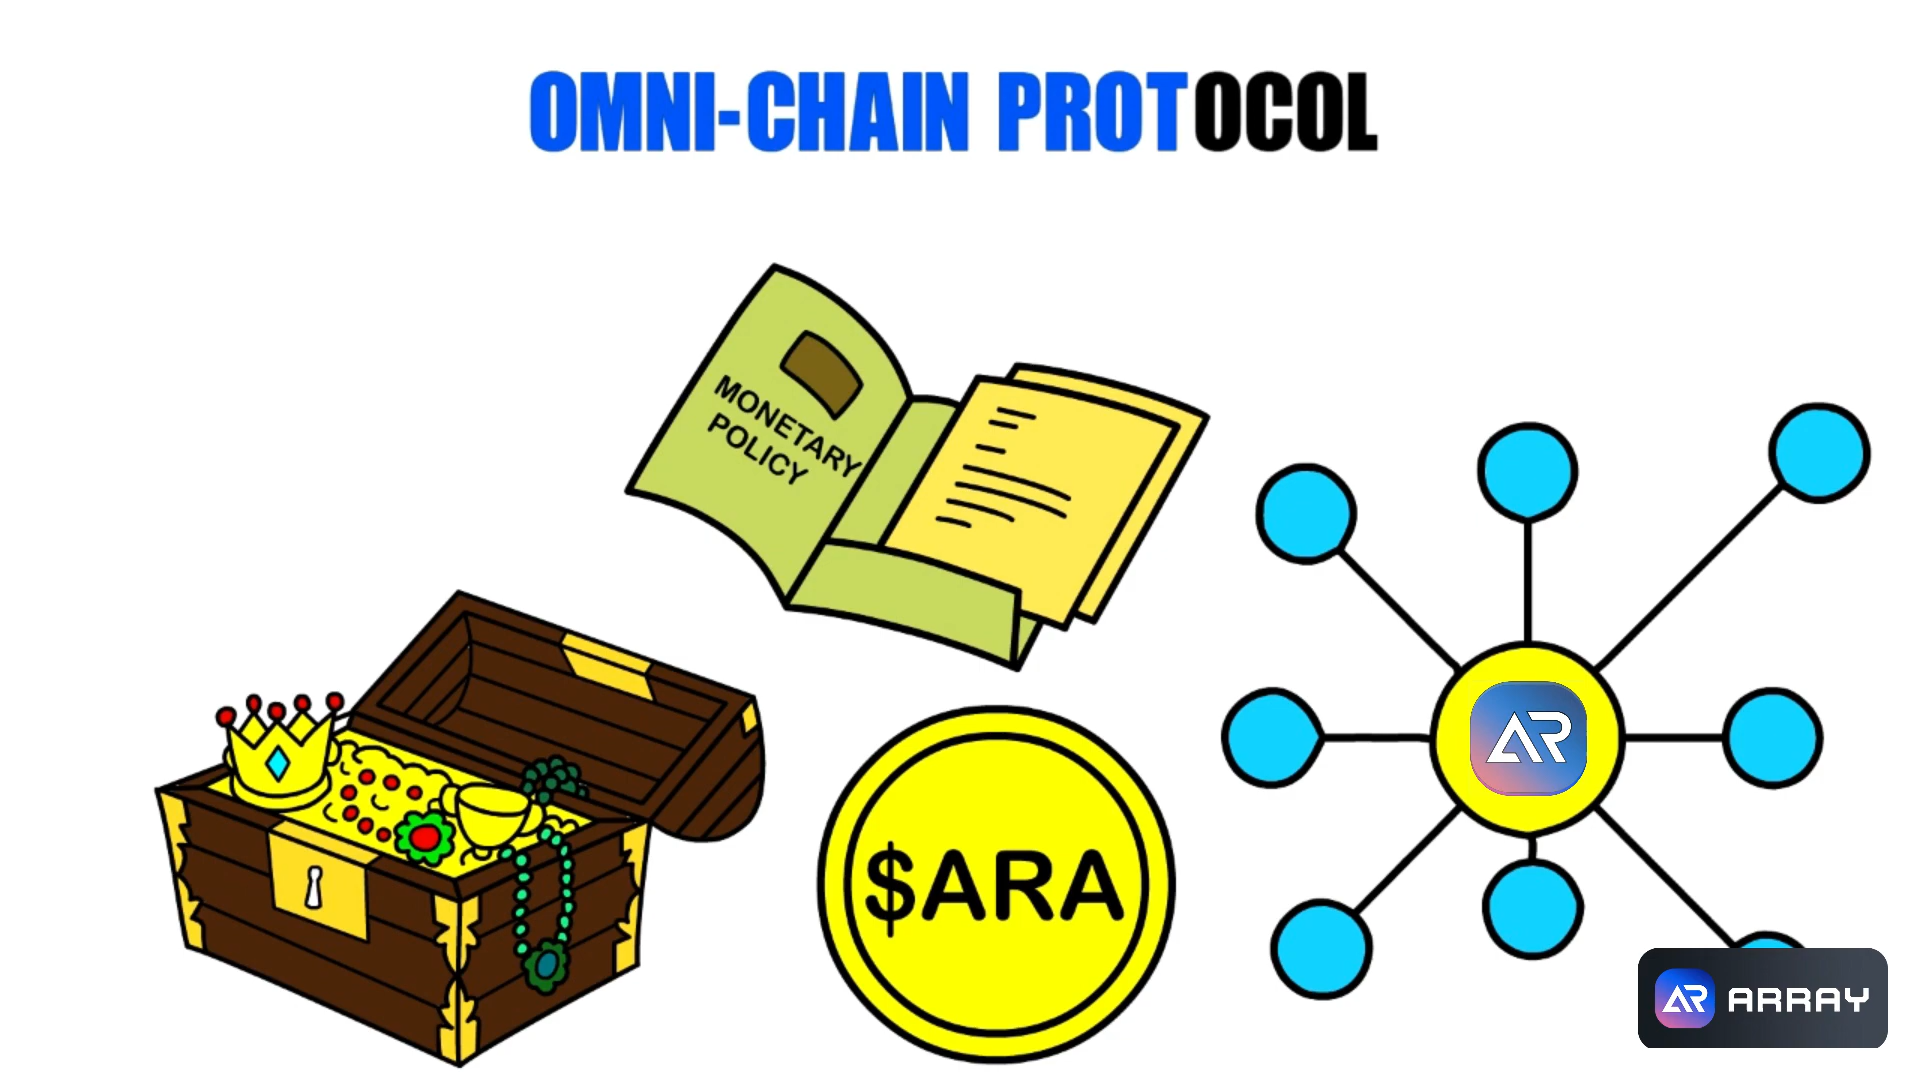 OMNI-CHAIN PROTOCOL
MONETARY
POLICY
$ARA
AR
AR ARRAY